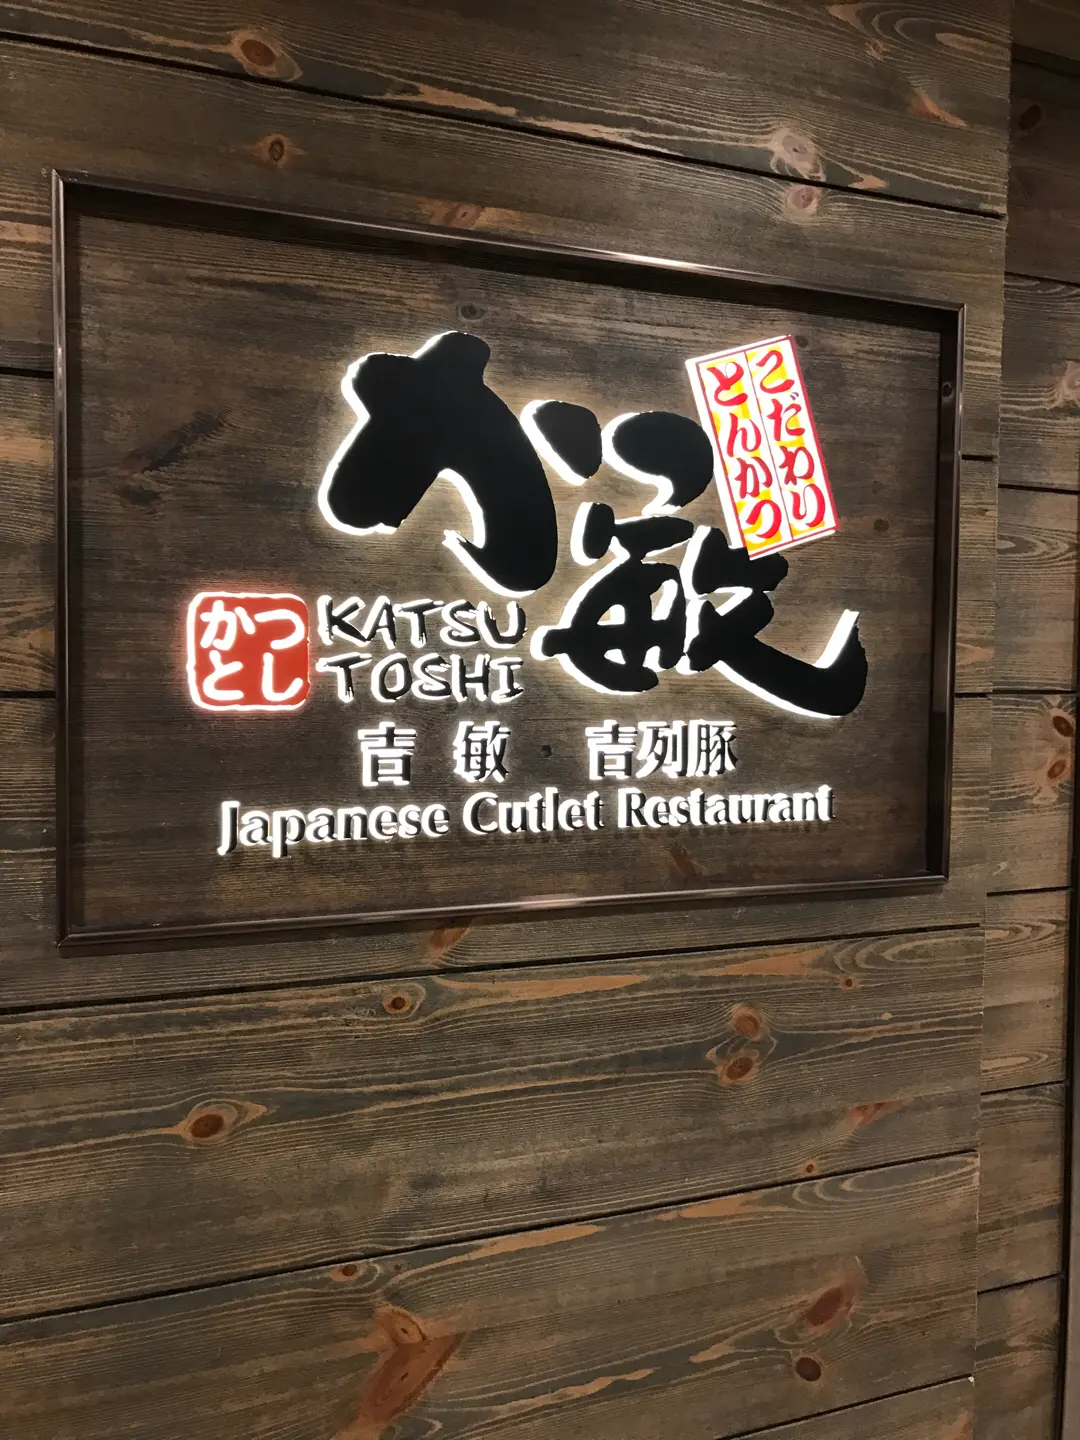 かつ敏
こだわり
とんかつ
かつ
とし
KATSU
TOSHI
吉敏・吉列豚
Japanese Cutlet Restaurant